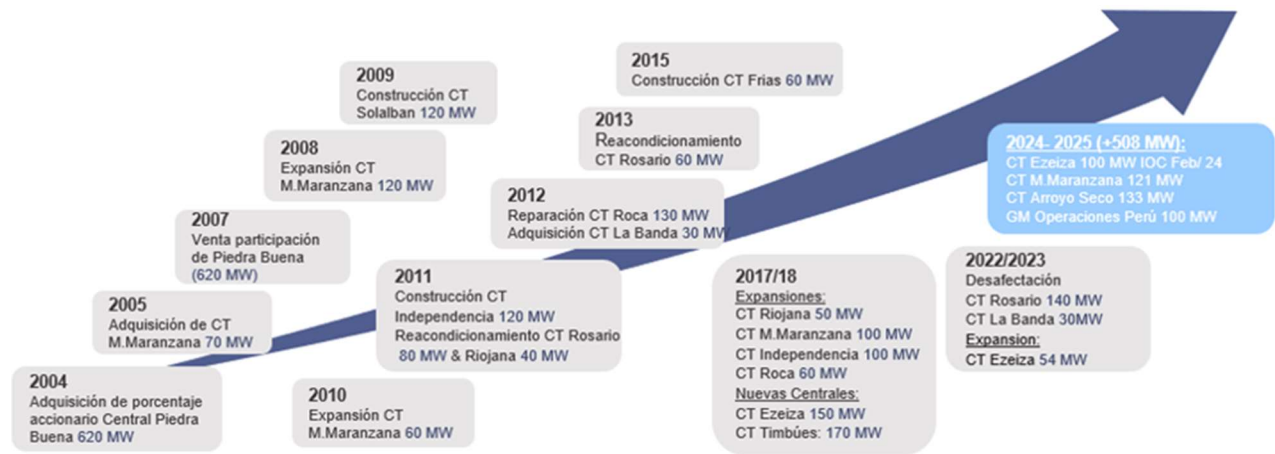 2004
Adquisición de porcentaje
accionario Central Piedra
Buena 620 MW
2005
Adquisición de CT
M.Maranzana 70 MW
2007
Venta participación
de Piedra Buena
(620 MW)
2008
Expansión CT
M.Maranzana 120 MW
2009
Construcción CT
Solalban 120 MW
2010
Expansión CT
M.Maranzana 60 MW
2011
Construcción CT
Independencia 120 MW
Reacondicionamiento CT Rosario
80 MW & Riojana 40 MW
2012
Reparación CT Roca 130 MW
Adquisición CT La Banda 30 MW
2013
Reacondicionamiento
CT Rosario 60 MW
2015
Construcción CT Frias 60 MW
2017/18
Expansiones:
CT Riojana 50 MW
CT M.Maranzana 100 MW
CT Independencia 100 MW
CT Roca 60 MW
Nuevas Centrales:
CT Ezeiza 150 MW
CT Timbúes: 170 MW
2022/2023
Desafectación
CT Rosario 140 MW
CT La Banda 30MW
Expansion:
CT Ezeiza 54 MW
2024- 2025 (+508 MW):
CT Ezeiza 100 MW IOC Feb/ 24
CT M.Maranzana 121 MW
CT Arroyo Seco 133 MW
GM Operaciones Perú 100 MW